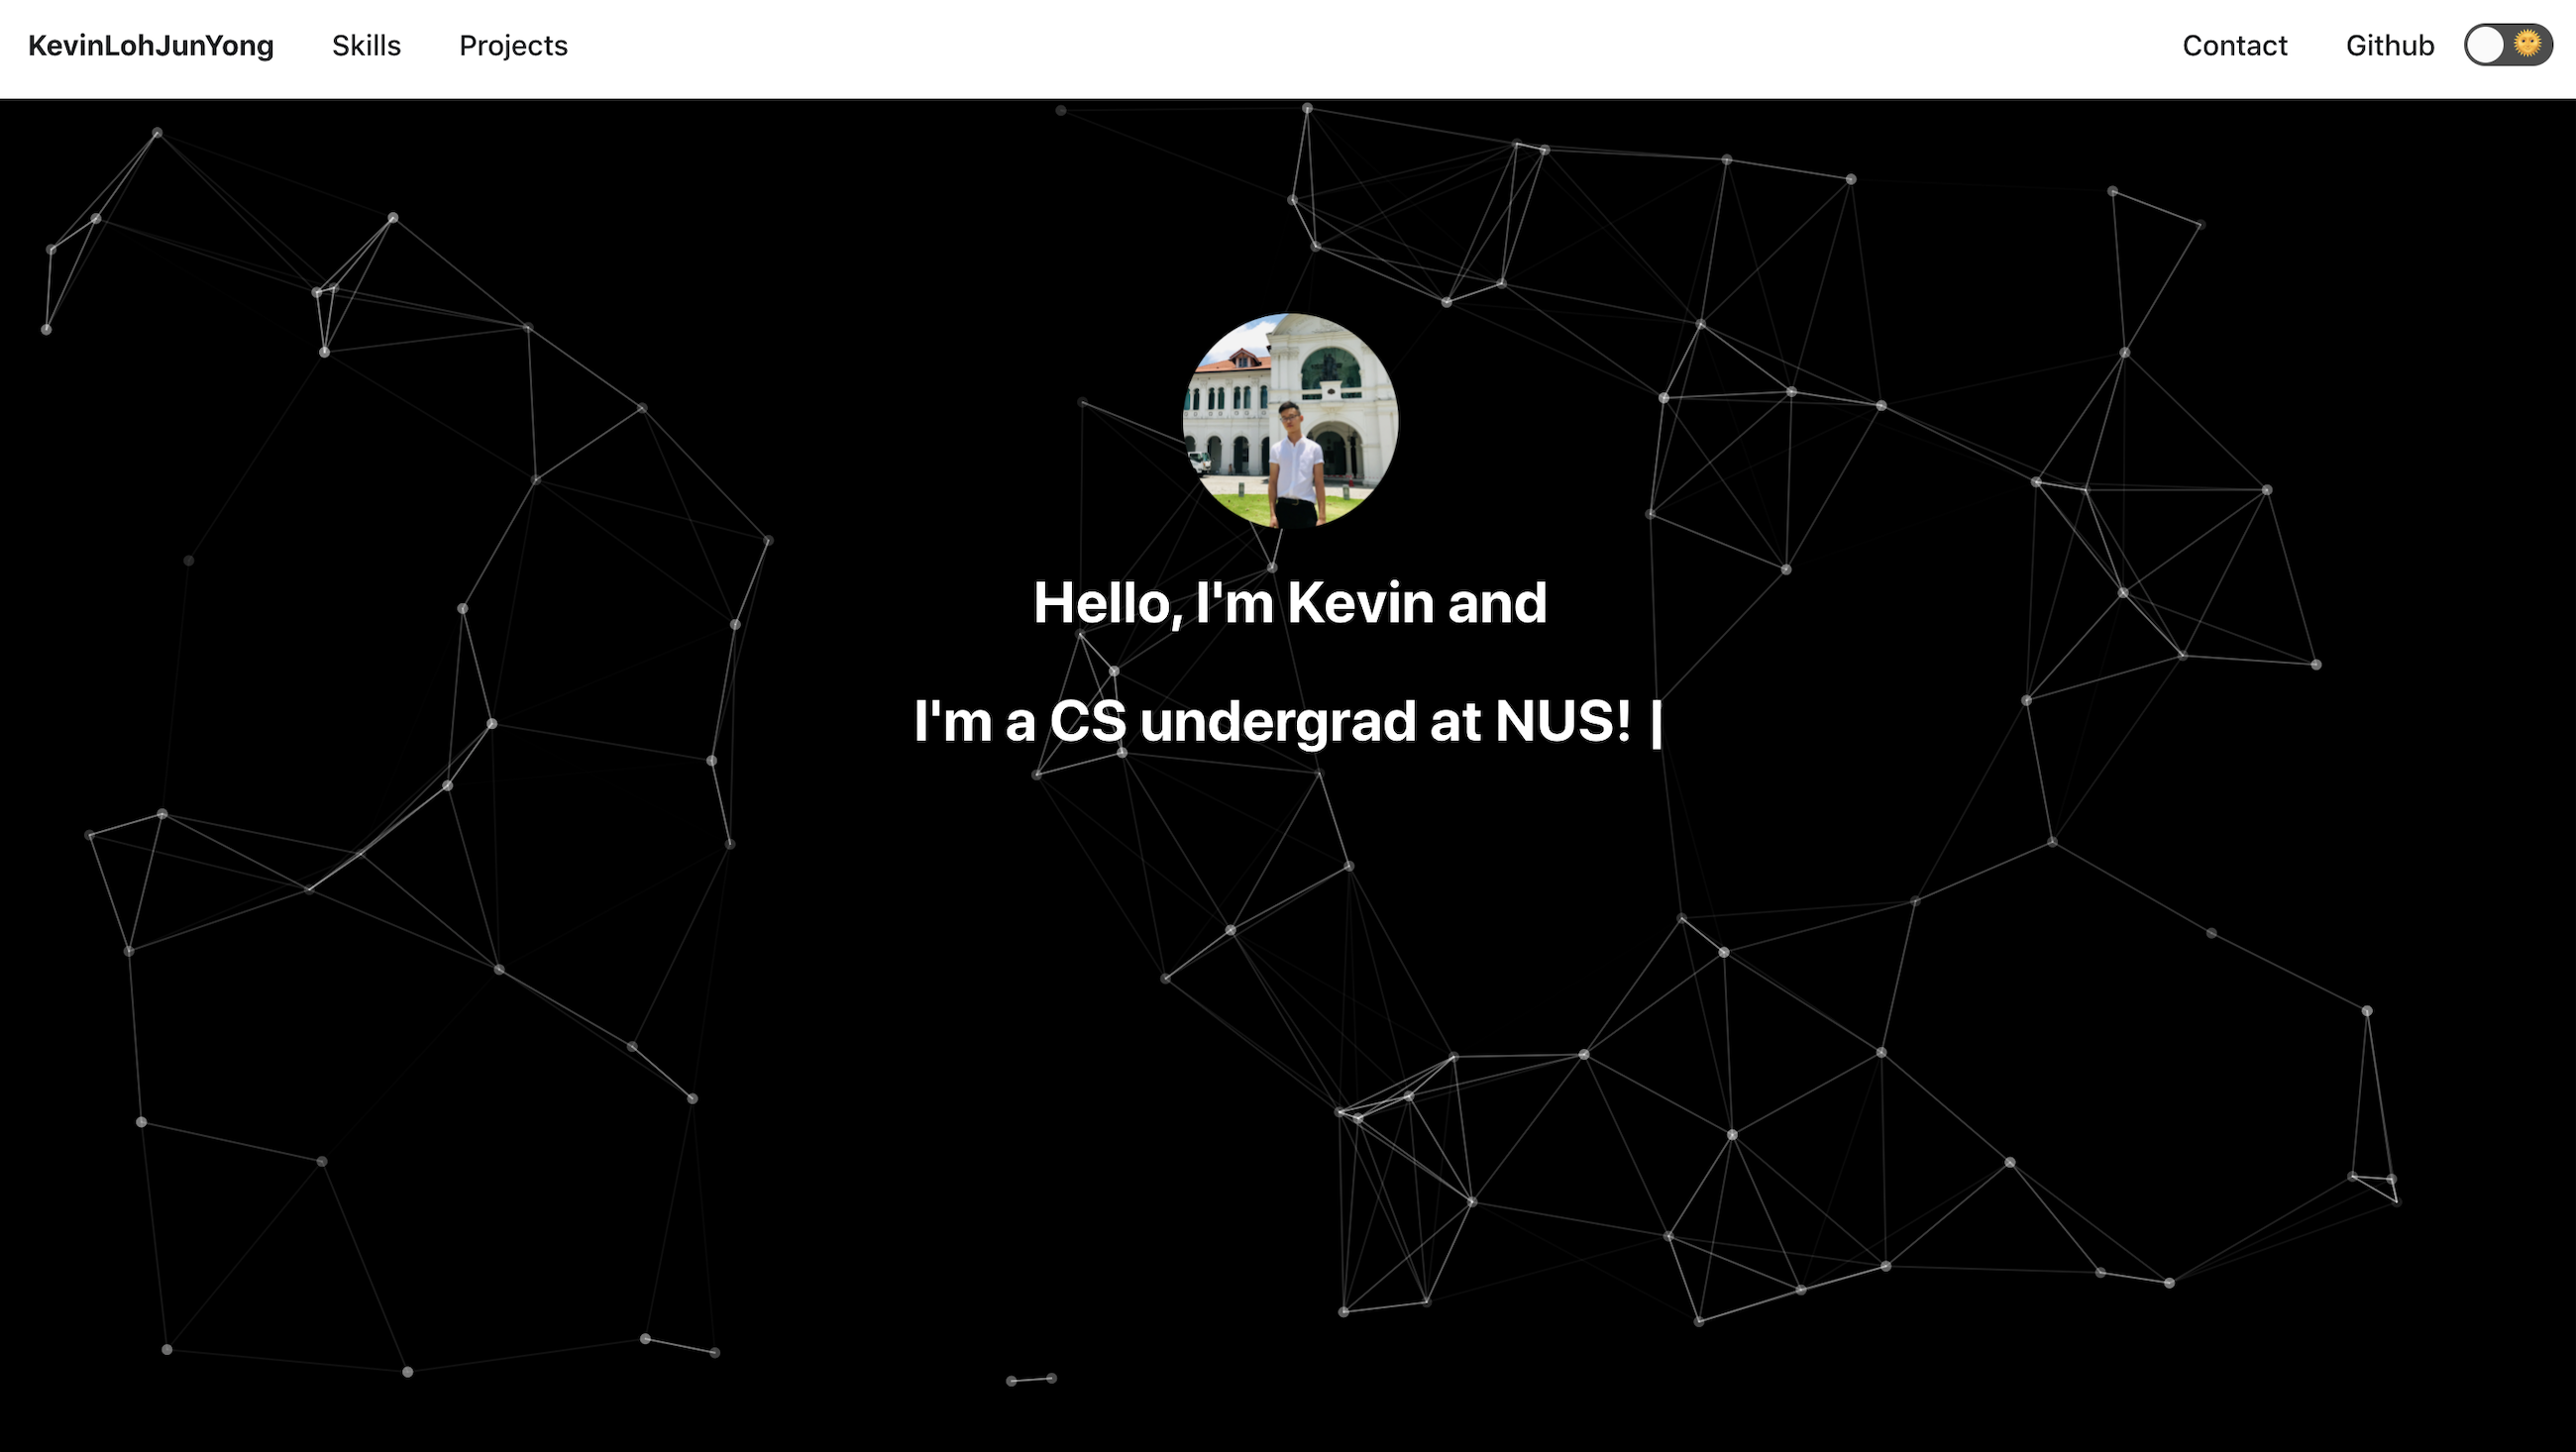 KevinLohJunYong Skills Projects Contact Github
Hello, I'm Kevin and
I'm a CS undergrad at NUS! |